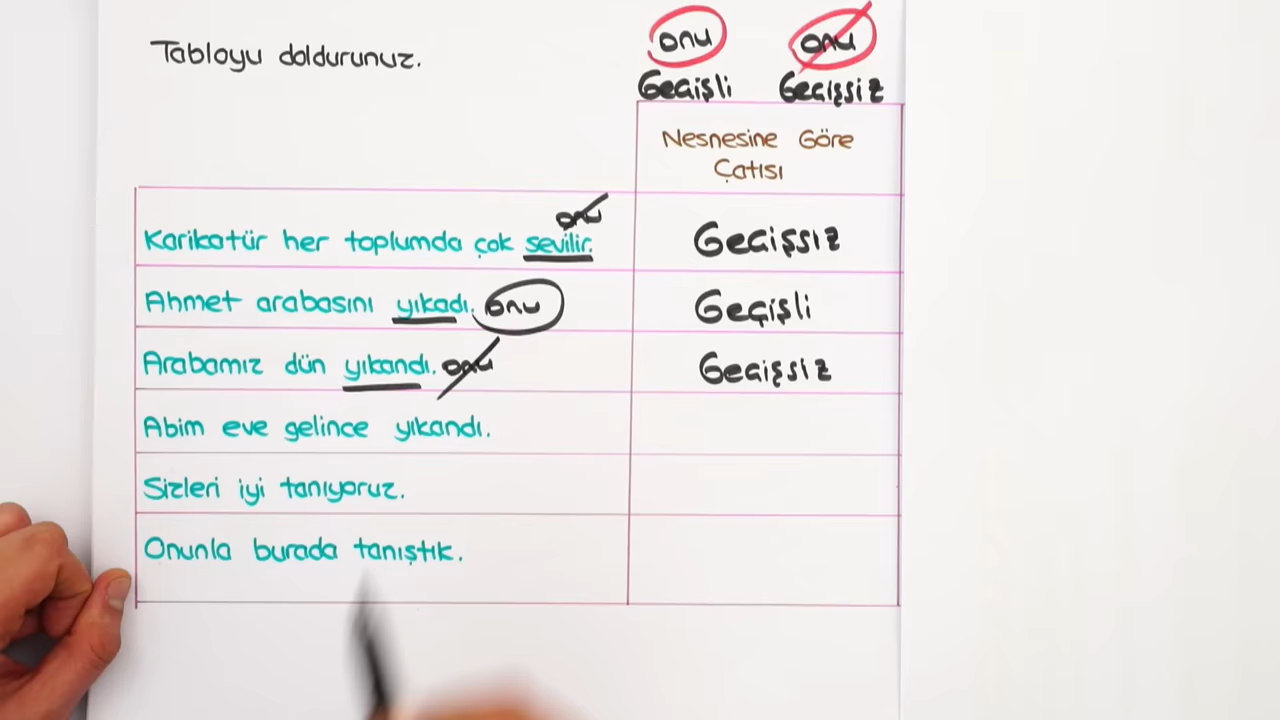 Tabloyu doldurunuz.
onu onu
Geçişli Geçişsiz
Nesnesine Göre
Çatısı
onu
Karikatür her toplumda çok sevilir. Geçişsiz
Ahmet arabasını yıkadı. onu Geçişli
Arabamız dün yıkandı. onu Geçişsiz
Abim eve gelince yıkandı.
Sizleri iyi tanıyoruz.
Onunla burada tanıştık.